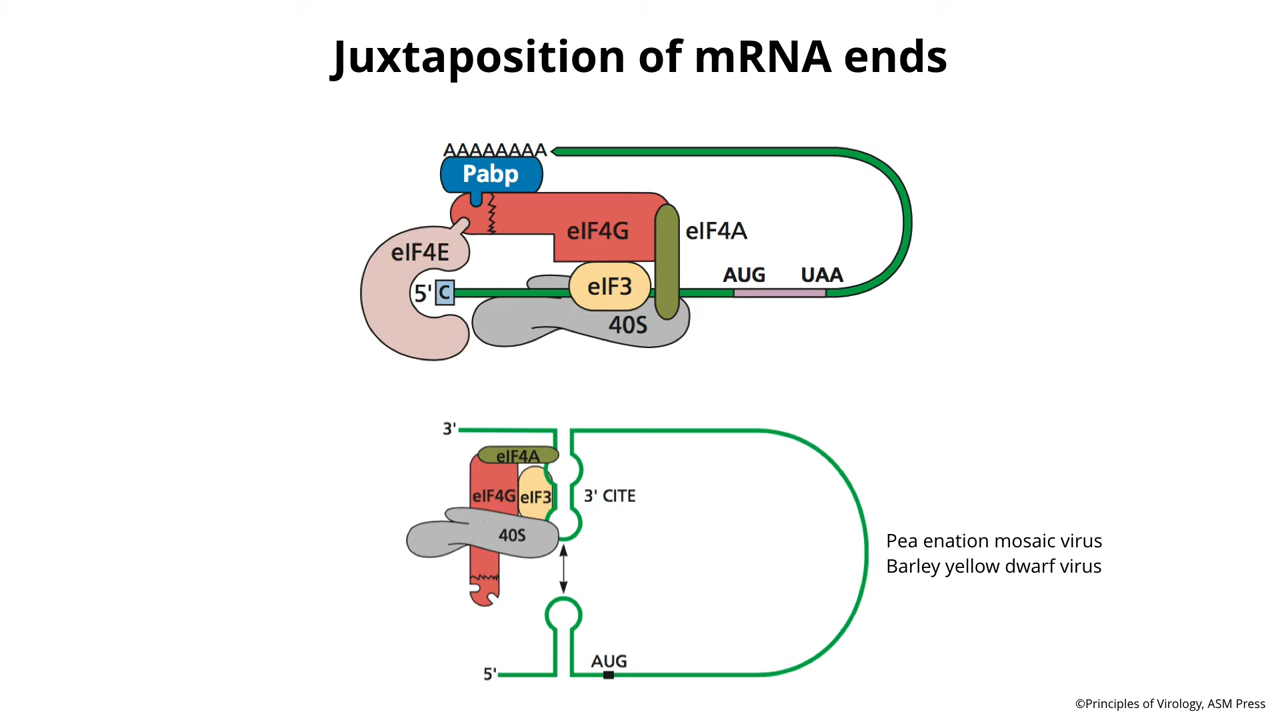 Juxtaposition of mRNA ends
AAAAAAAA
Pabp
eIF4G
eIF4A
eIF4E
AUG
UAA
5'
C
eIF3
40S
3'
eIF4A
eIF4G
eIF3
3' CITE
40S
Pea enation mosaic virus
Barley yellow dwarf virus
AUG
5'
©Principles of Virology, ASM Press